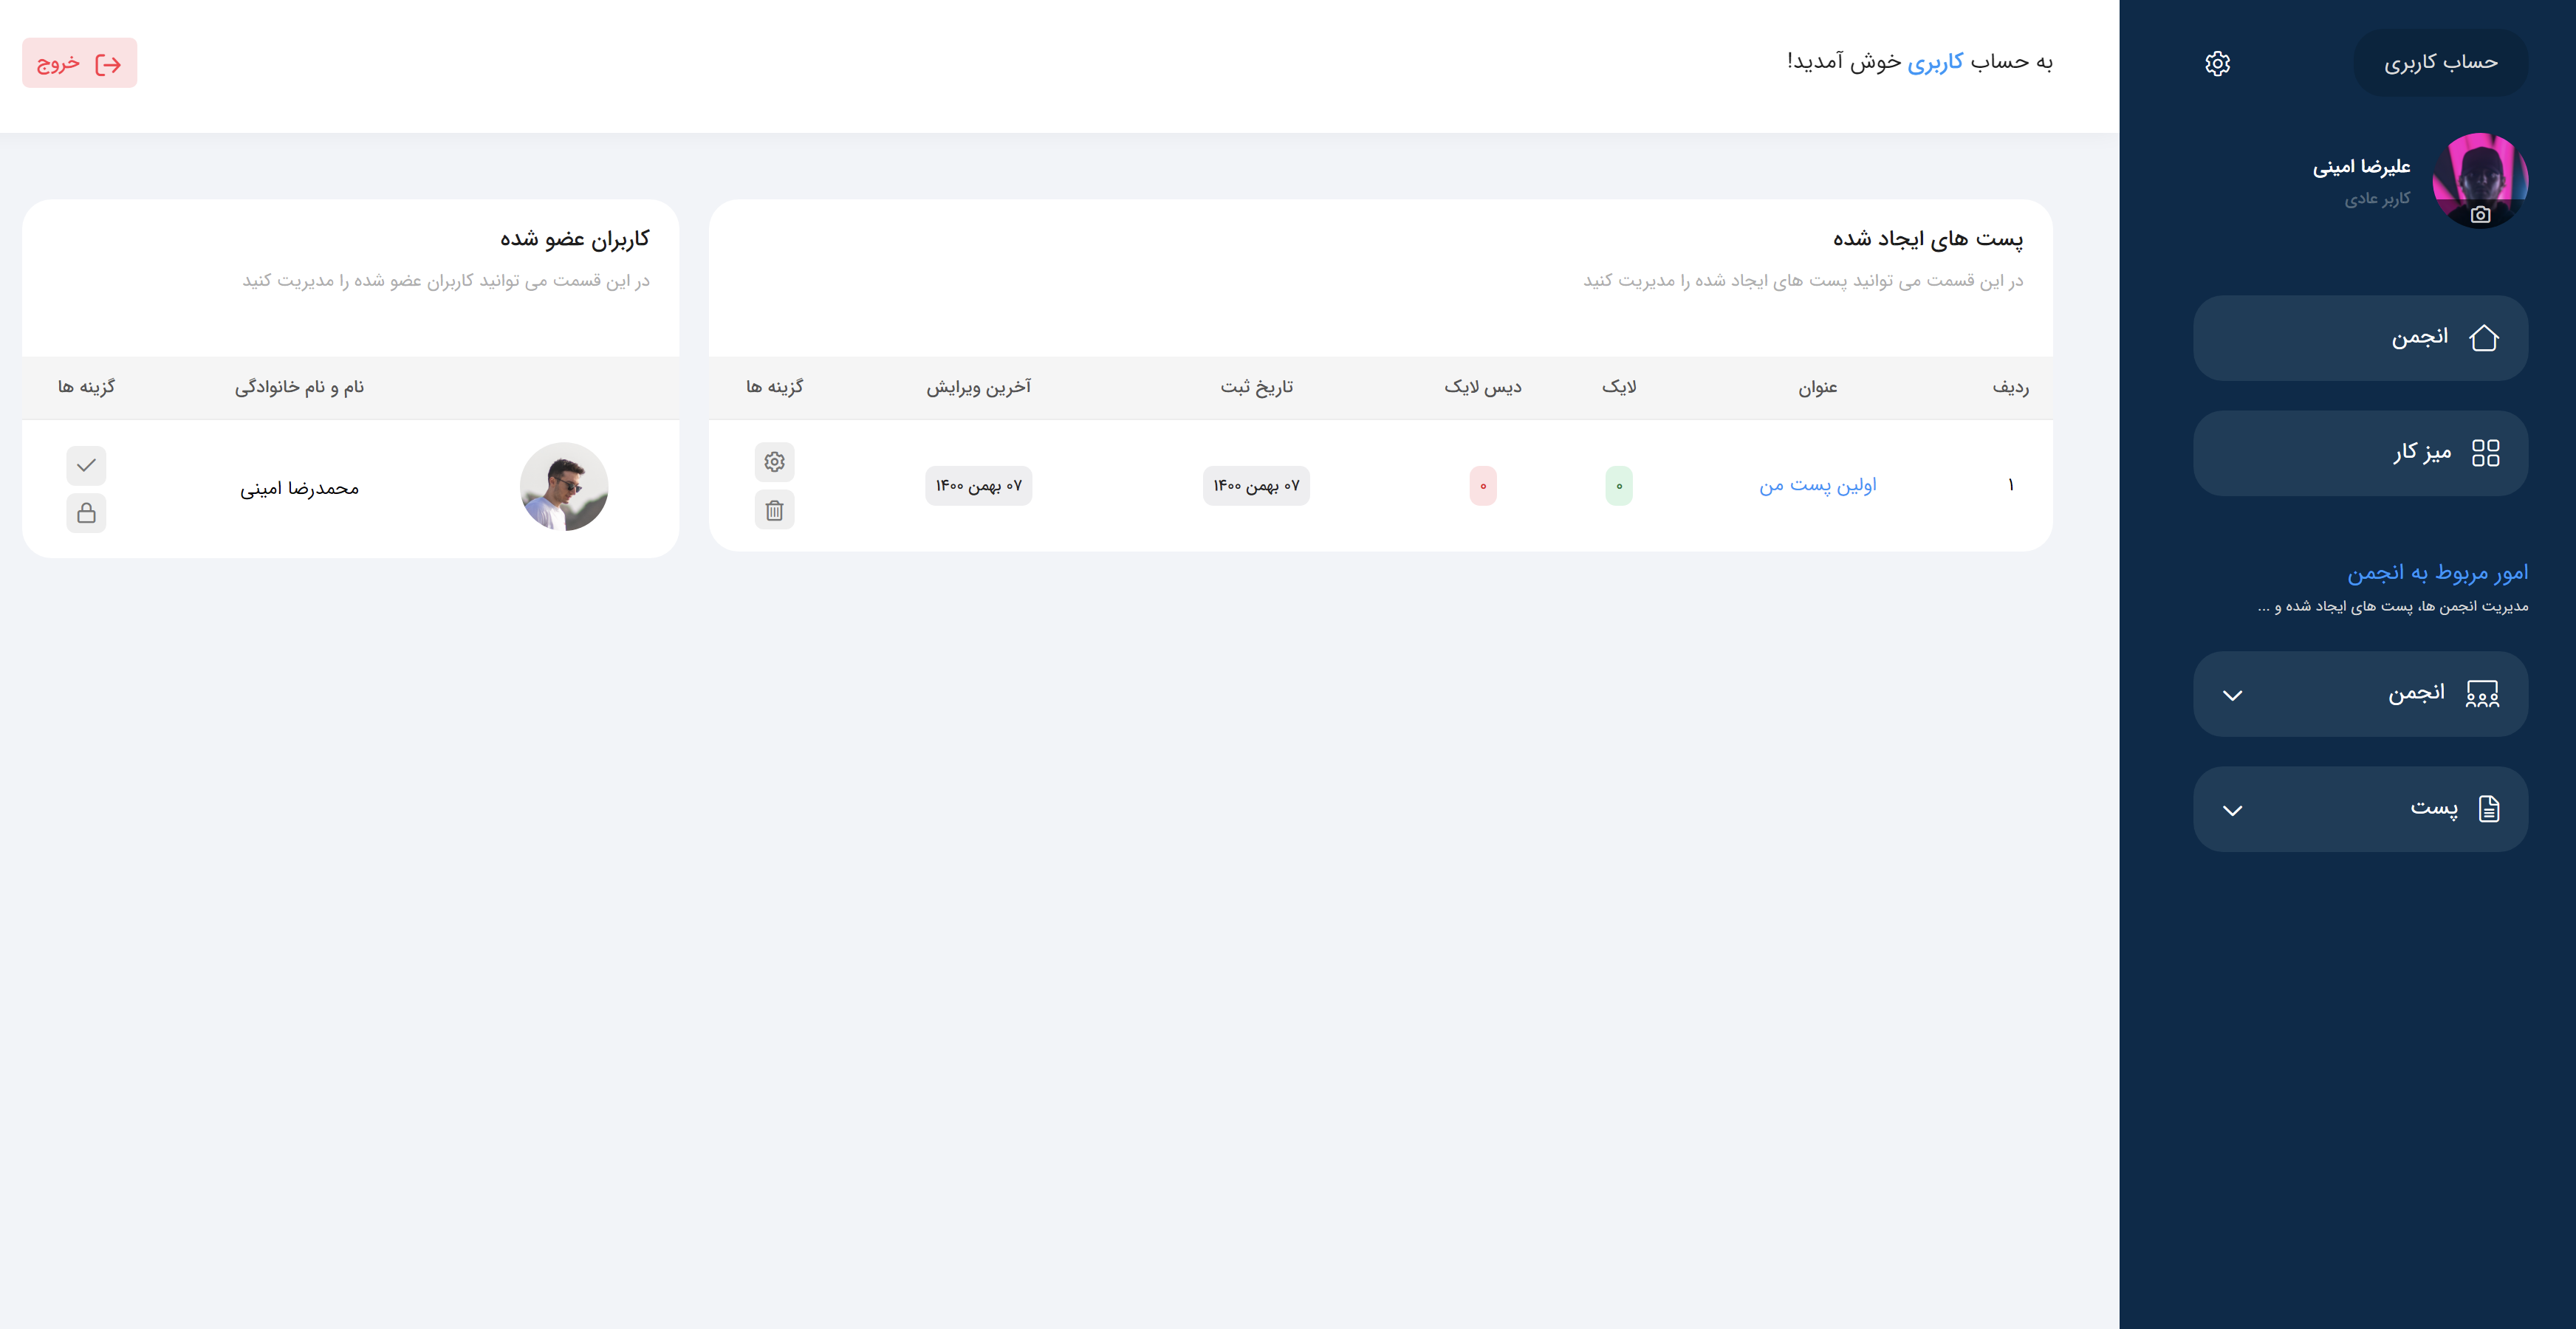 حساب کاربری
علیرضا امینی
کاربر عادی
انجمن
میز کار
امور مربوط به انجمن
مدیریت انجمن ها، پست های ایجاد شده و ...
انجمن
پست
به حساب کاربری خوش آمدید!
خروج
پست های ایجاد شده
در این قسمت می توانید پست های ایجاد شده را مدیریت کنید
ردیف عنوان لایک دیس لایک تاریخ ثبت آخرین ویرایش گزینه ها
۱ اولین پست من ۰ ۰ ۰۷ بهمن ۱۴۰۰ ۰۷ بهمن ۱۴۰۰
کاربران عضو شده
در این قسمت می توانید کاربران عضو شده را مدیریت کنید
نام و نام خانوادگی گزینه ها
محمدرضا امینی